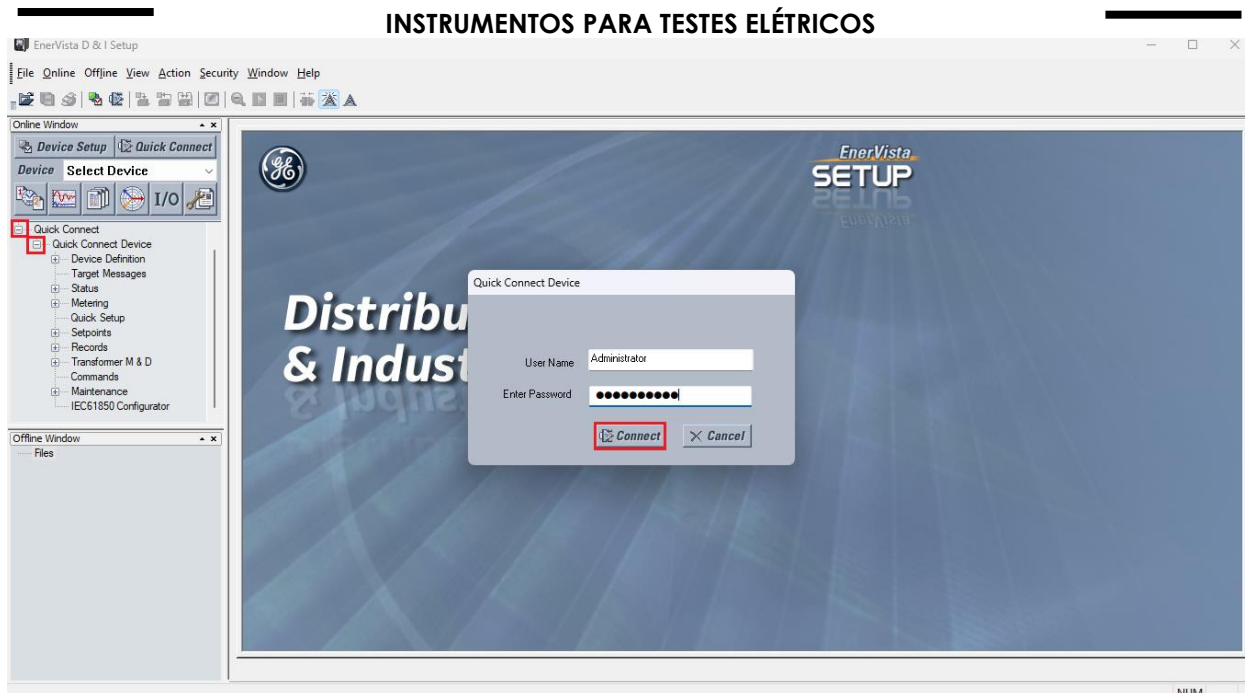 INSTRUMENTOS PARA TESTES ELÉTRICOS
EnerVista D & I Setup
File Online Offline View Action Security Window Help
Online Window
Device Setup Quick Connect
Device Select Device
I/O
Quick Connect
Quick Connect Device
Device Definition
Target Messages
Status
Metering
Quick Setup
Setpoints
Records
Transformer M & D
Commands
Maintenance
IEC61850 Configurator
Offline Window
Files
GE
EnerVista
SETUP
Distribu
& Indust
Quick Connect Device
User Name Administrator
Enter Password
Connect Cancel
NUM